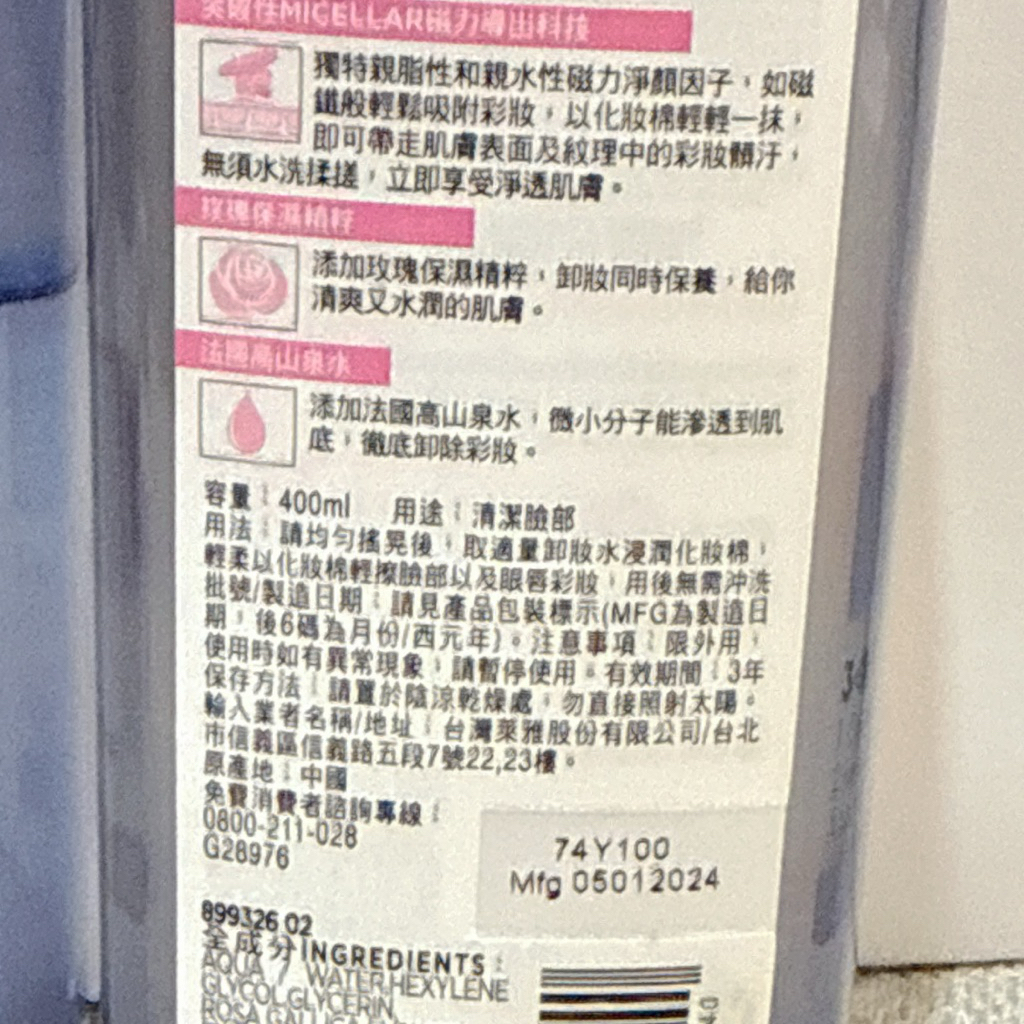 突破性MICELLAR磁力導出科技
獨特親脂性和親水性磁力淨顏因子，如磁
鐵般輕鬆吸附彩妝，以化妝棉輕輕一抹，
即可帶走肌膚表面及紋理中的彩妝髒汙，
無須水洗揉搓，立即享受淨透肌膚。
玫瑰保濕精粹
添加玫瑰保濕精粹，卸妝同時保養，給你
清爽又水潤的肌膚。
法國高山泉水
添加法國高山泉水，微小分子能滲透到肌
底，徹底卸除彩妝。
容量：400ml 用途：清潔臉部
用法：請均勻搖晃後，取適量卸妝水浸潤化妝棉，
輕柔以化妝棉輕擦臉部以及眼唇彩妝，用後無需沖洗
批號/製造日期：請見產品包裝標示(MFG為製造日
期，後6碼為月份/西元年)。注意事項：限外用，
使用時如有異常現象，請暫停使用。有效期間：3年
保存方法：請置於陰涼乾燥處，勿直接照射太陽。
輸入業者名稱/地址：台灣萊雅股份有限公司/台北
市信義區信義路五段7號22,23樓。
原產地：中國
免費消費者諮詢專線：
0800-211-028
G28976
74Y100
Mfg 05012024
899326 02
全成分INGREDIENTS：
AQUA / WATER,HEXYLENE
GLYCOL,GLYCERIN,
ROSA GALLICA